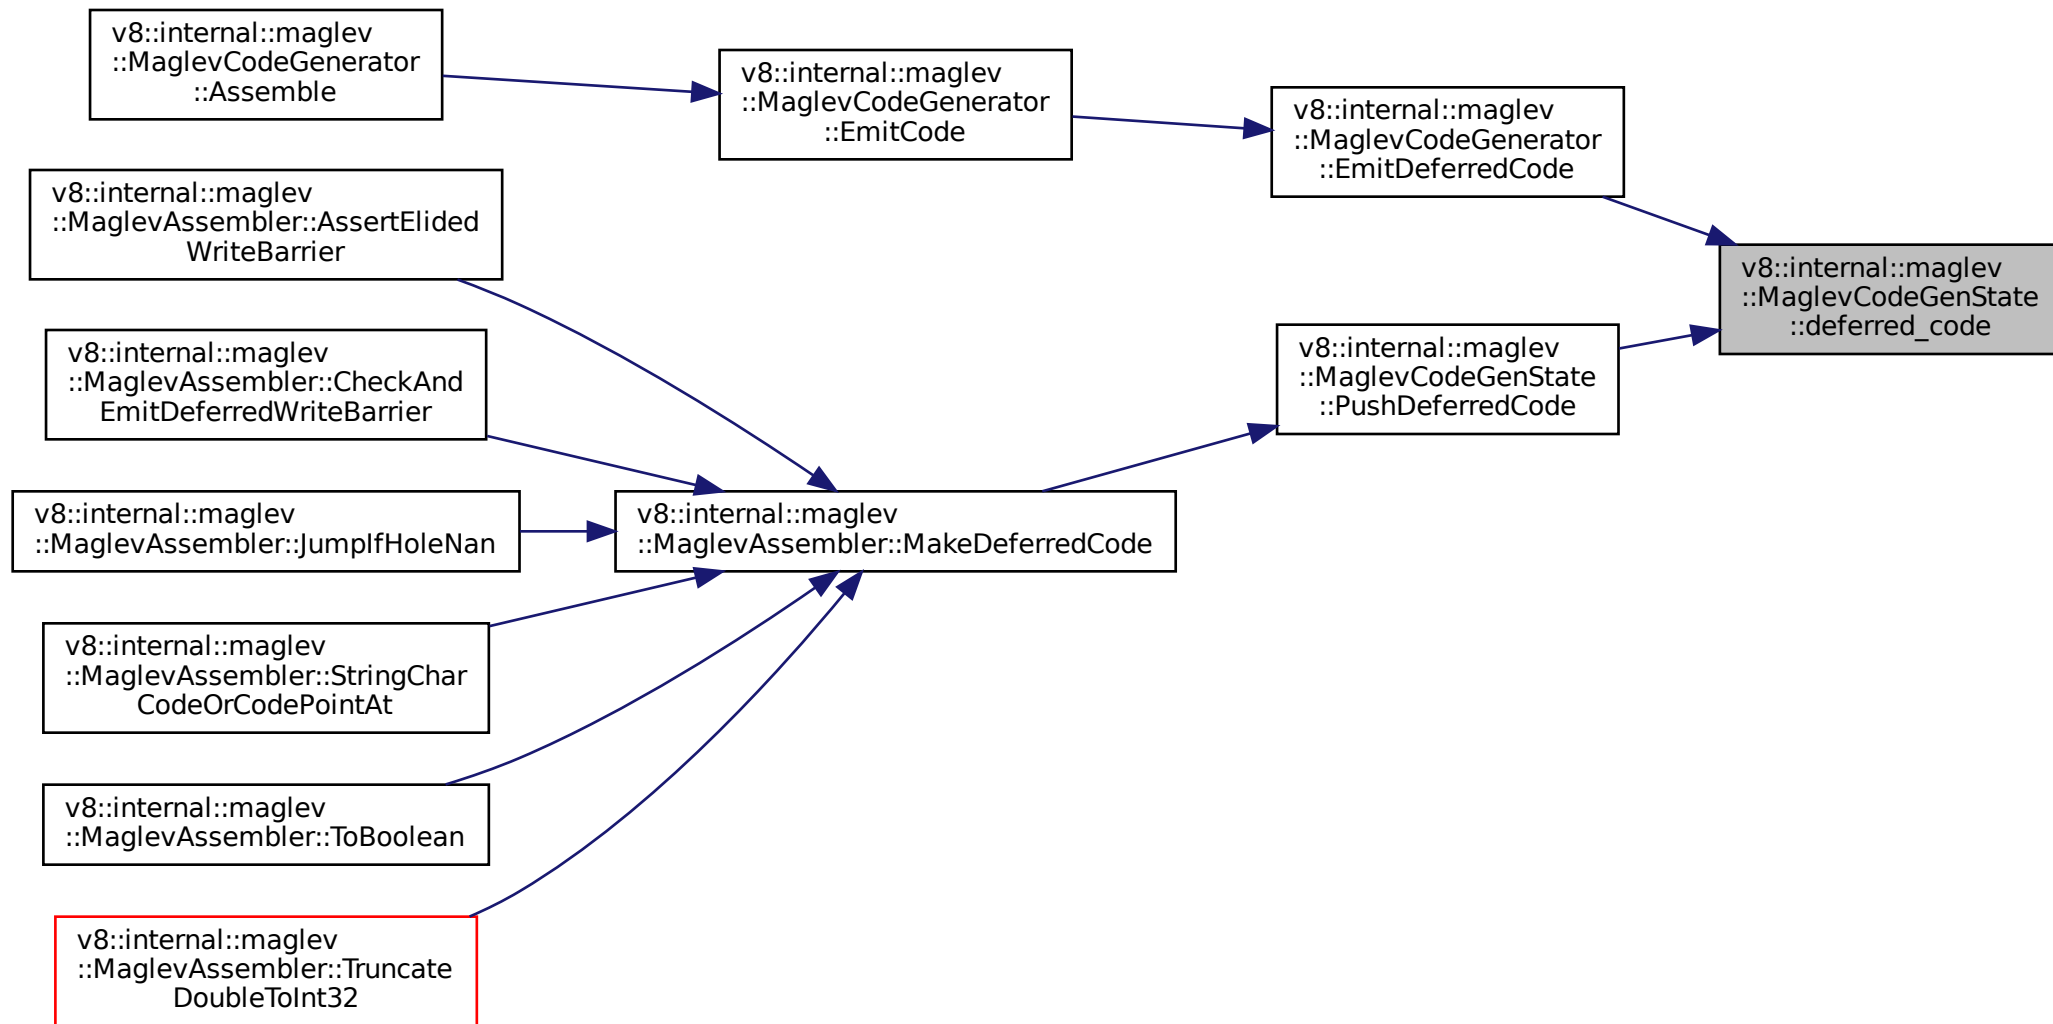 v8::internal::maglev
::MaglevCodeGenerator
::Assemble
v8::internal::maglev
::MaglevCodeGenerator
::EmitCode
v8::internal::maglev
::MaglevCodeGenerator
::EmitDeferredCode
v8::internal::maglev
::MaglevAssembler::AssertElided
WriteBarrier
v8::internal::maglev
::MaglevCodeGenState
::deferred_code
v8::internal::maglev
::MaglevAssembler::CheckAnd
EmitDeferredWriteBarrier
v8::internal::maglev
::MaglevCodeGenState
::PushDeferredCode
v8::internal::maglev
::MaglevAssembler::JumpIfHoleNan
v8::internal::maglev
::MaglevAssembler::MakeDeferredCode
v8::internal::maglev
::MaglevAssembler::StringChar
CodeOrCodePointAt
v8::internal::maglev
::MaglevAssembler::ToBoolean
v8::internal::maglev
::MaglevAssembler::Truncate
DoubleToInt32